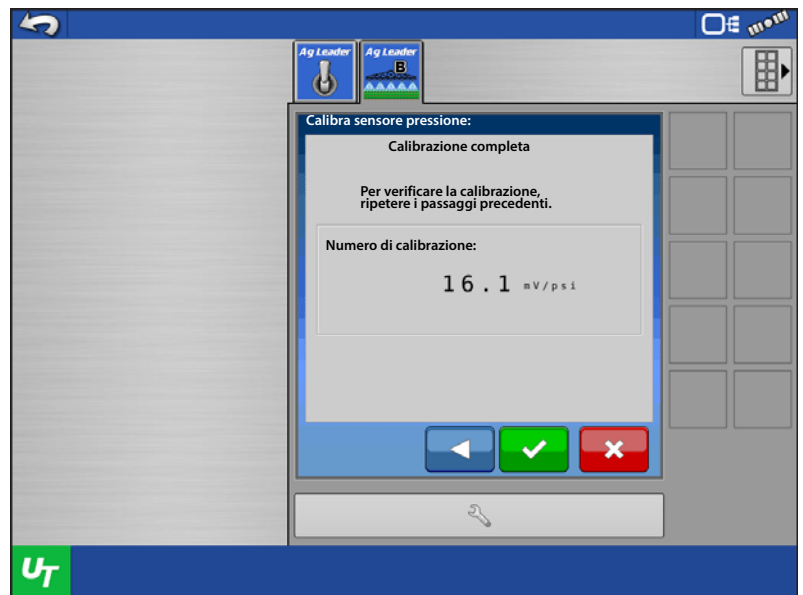 Ag Leader
Ag Leader
B
Calibra sensore pressione:
Calibrazione completa
Per verificare la calibrazione,
ripetere i passaggi precedenti.
Numero di calibrazione:
16.1 mV/psi
UT